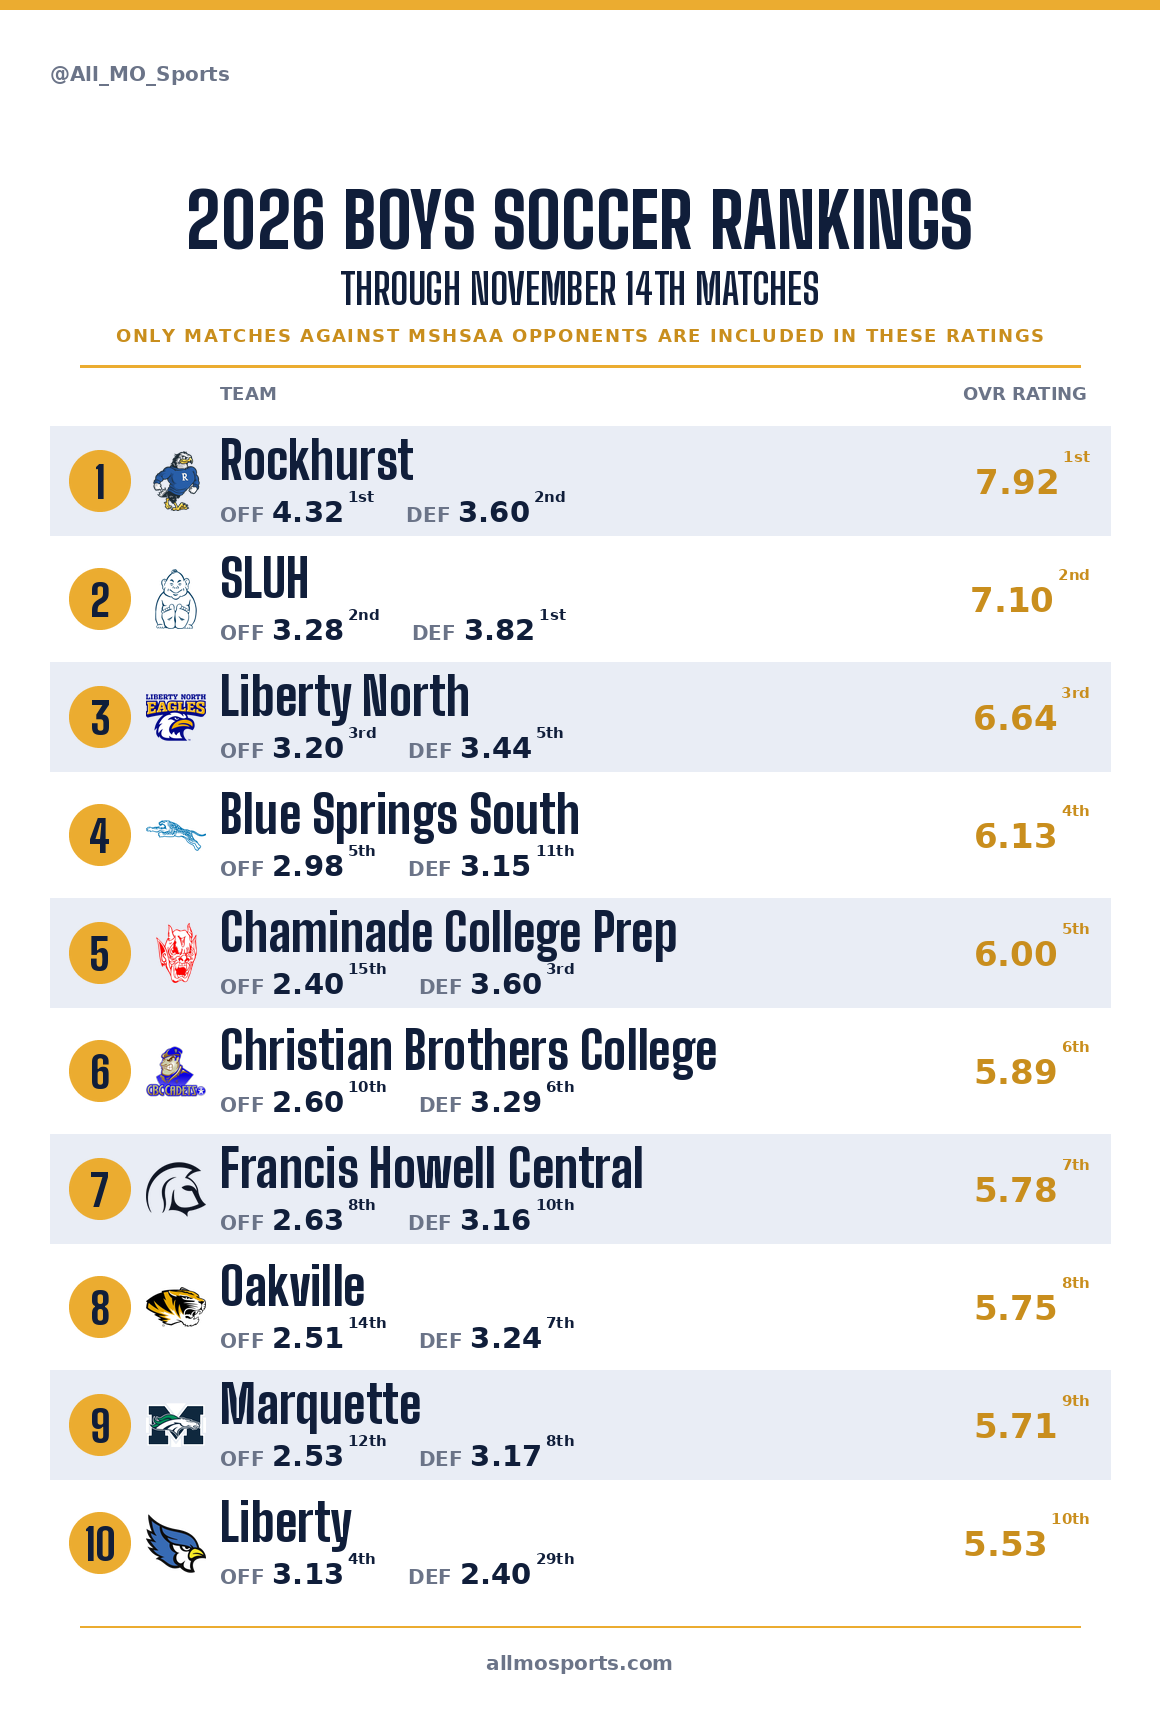 @All_MO_Sports
2026 BOYS SOCCER RANKINGS
THROUGH NOVEMBER 14TH MATCHES
ONLY MATCHES AGAINST MSHSAA OPPONENTS ARE INCLUDED IN THESE RATINGS
TEAM OVR RATING
1 R Rockhurst 7.92 1st
OFF 4.32 1st DEF 3.60 2nd
2 SLUH 7.10 2nd
OFF 3.28 2nd DEF 3.82 1st
3 LIBERTY NORTH EAGLES Liberty North 6.64 3rd
OFF 3.20 3rd DEF 3.44 5th
4 Blue Springs South 6.13 4th
OFF 2.98 5th DEF 3.15 11th
5 Chaminade College Prep 6.00 5th
OFF 2.40 15th DEF 3.60 3rd
6 CBC CADETS Christian Brothers College 5.89 6th
OFF 2.60 10th DEF 3.29 6th
7 Francis Howell Central 5.78 7th
OFF 2.63 8th DEF 3.16 10th
8 Oakville 5.75 8th
OFF 2.51 14th DEF 3.24 7th
9 M Marquette 5.71 9th
OFF 2.53 12th DEF 3.17 8th
10 Liberty 5.53 10th
OFF 3.13 4th DEF 2.40 29th
allmosports.com